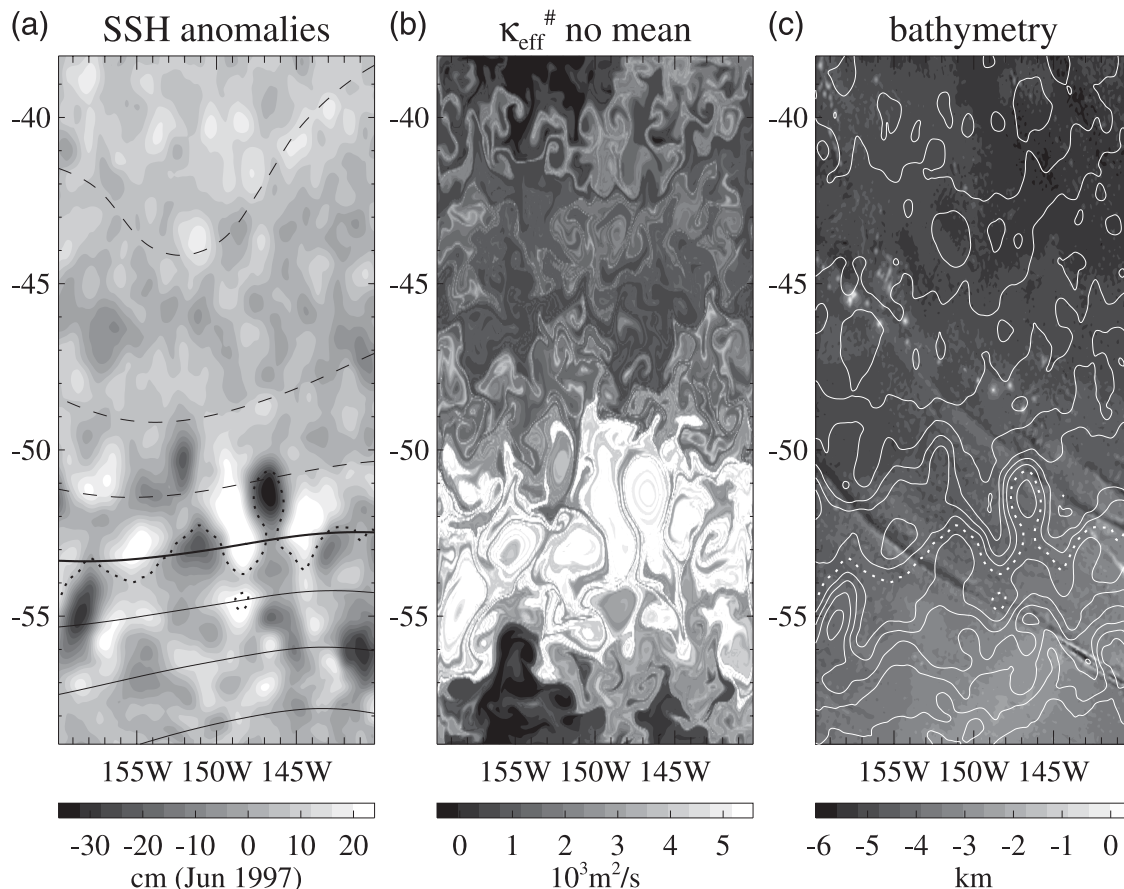 (a) SSH anomalies
-40
-45
-50
-55
155W 150W 145W
-30 -20 -10 0 10 20
cm (Jun 1997)
(b) κeff# no mean
-40
-45
-50
-55
155W 150W 145W
0 1 2 3 4 5
10³m²/s
(c) bathymetry
-40
-45
-50
-55
155W 150W 145W
-6 -5 -4 -3 -2 -1 0
km